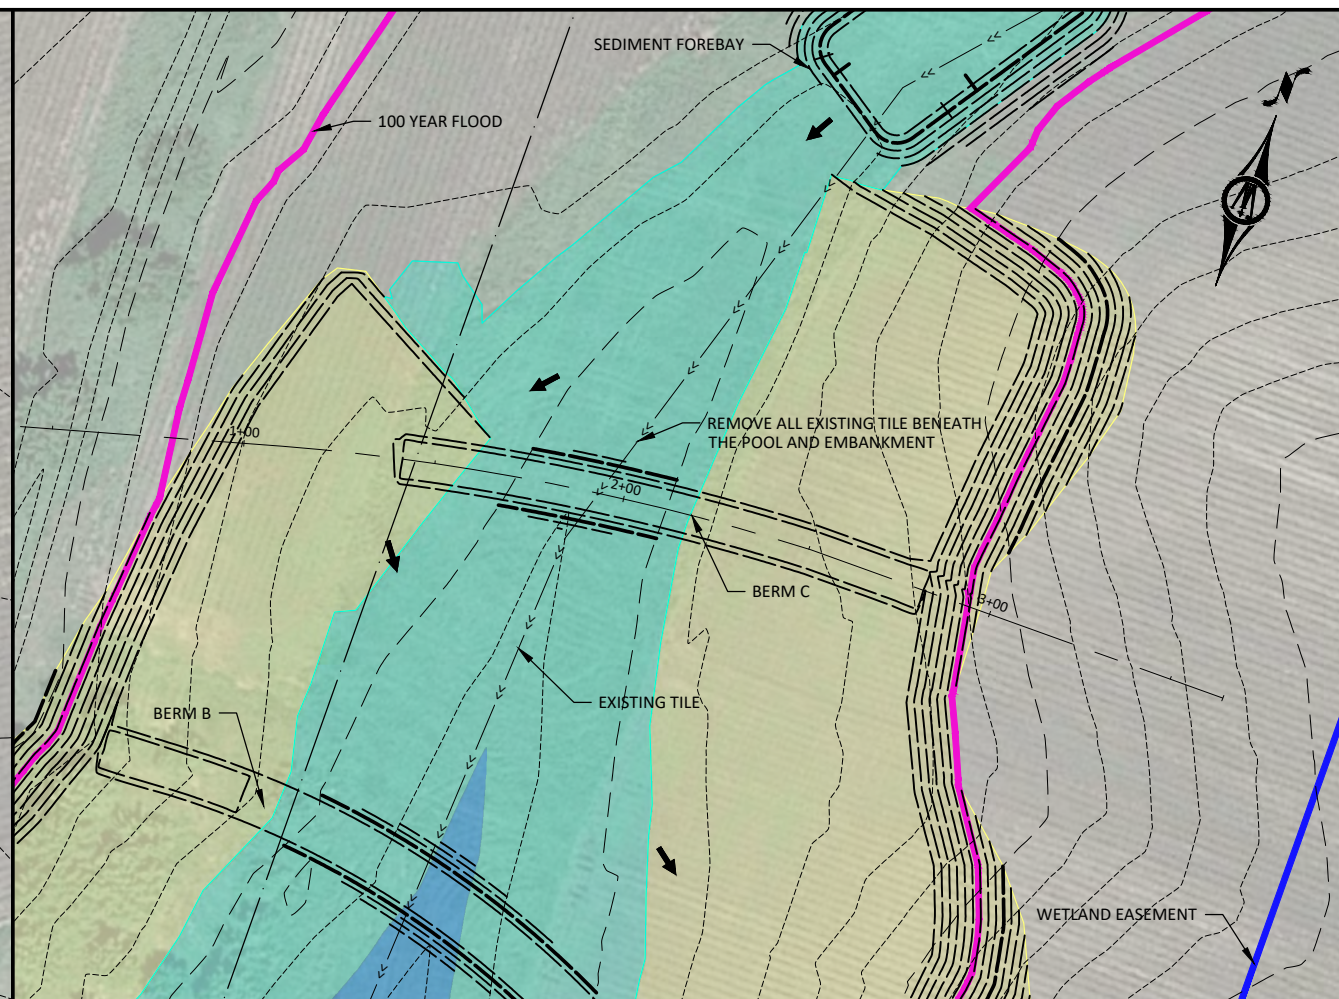 SEDIMENT FOREBAY
100 YEAR FLOOD
N
1+00
REMOVE ALL EXISTING TILE BENEATH
THE POOL AND EMBANKMENT
2+00
BERM C
3+00
EXISTING TILE
BERM B
WETLAND EASEMENT